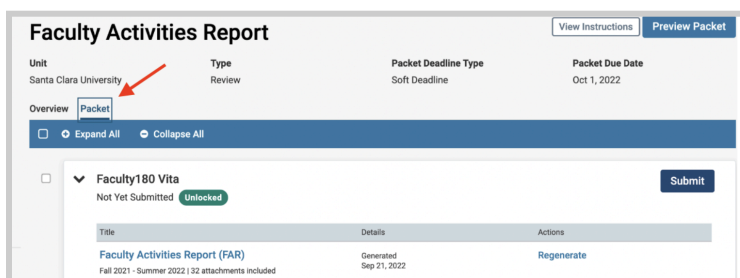 Faculty Activities Report
View Instructions
Preview Packet
Unit
Type
Packet Deadline Type
Packet Due Date
Santa Clara University
Review
Soft Deadline
Oct 1, 2022
Overview
Packet
Expand All
Collapse All
Faculty180 Vita
Submit
Not Yet Submitted
Unlocked
Title
Details
Actions
Faculty Activities Report (FAR)
Generated
Regenerate
Fall 2021 - Summer 2022 | 32 attachments included
Sep 21, 2022